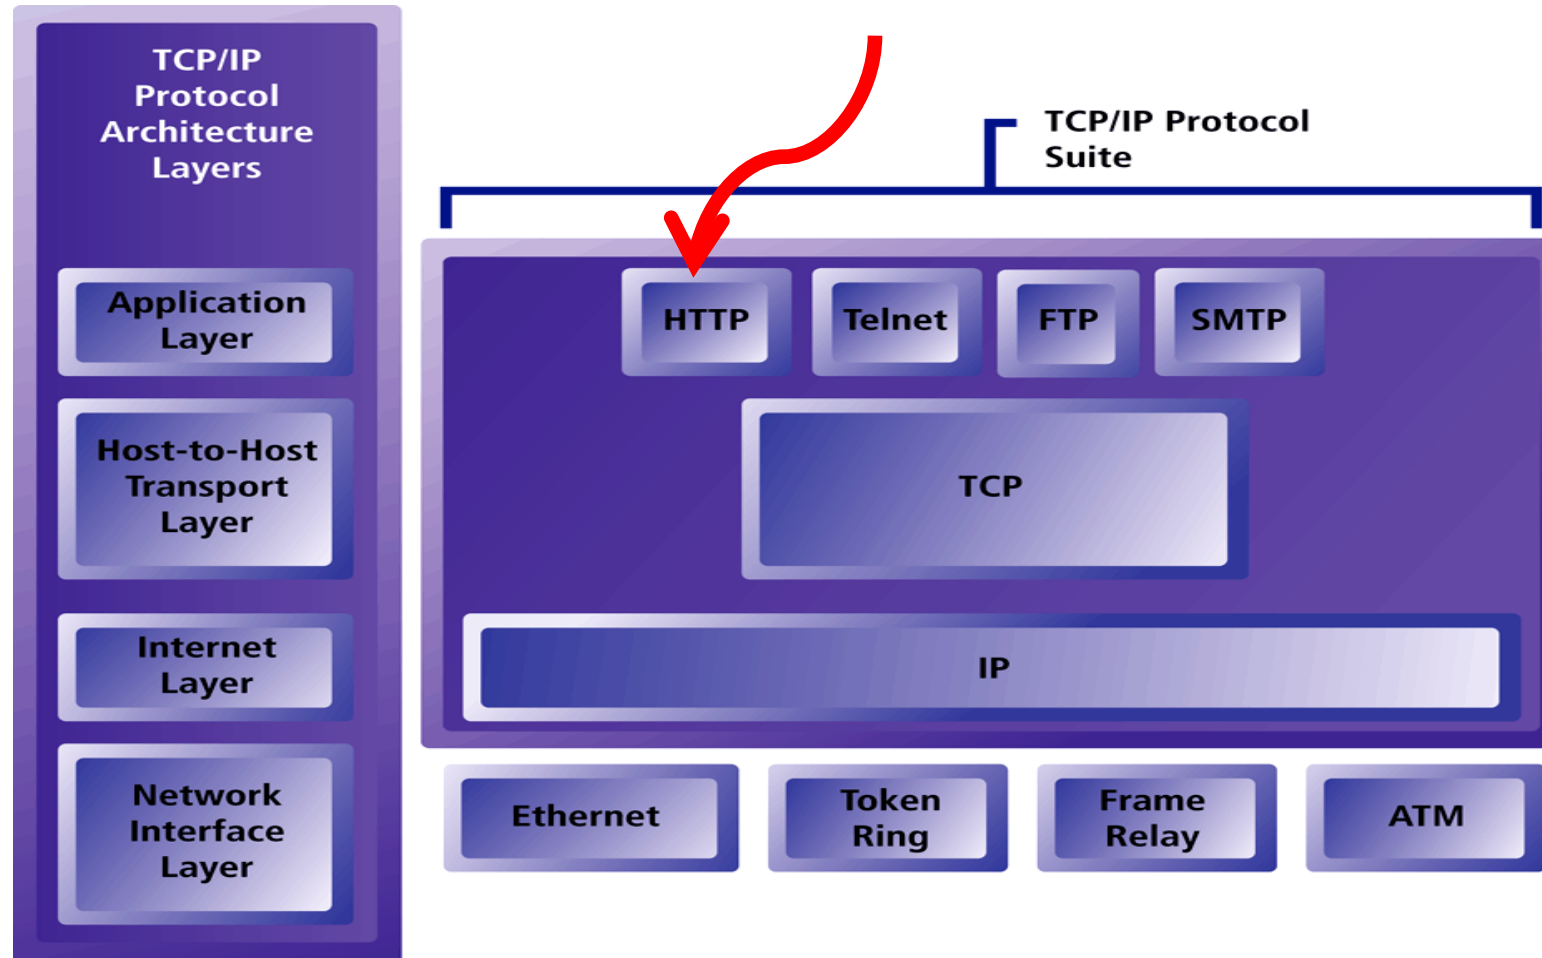 TCP/IP
Protocol
Architecture
Layers
Application
Layer
Host-to-Host
Transport
Layer
Internet
Layer
Network
Interface
Layer
TCP/IP Protocol
Suite
HTTP
Telnet
FTP
SMTP
TCP
IP
Ethernet
Token
Ring
Frame
Relay
ATM